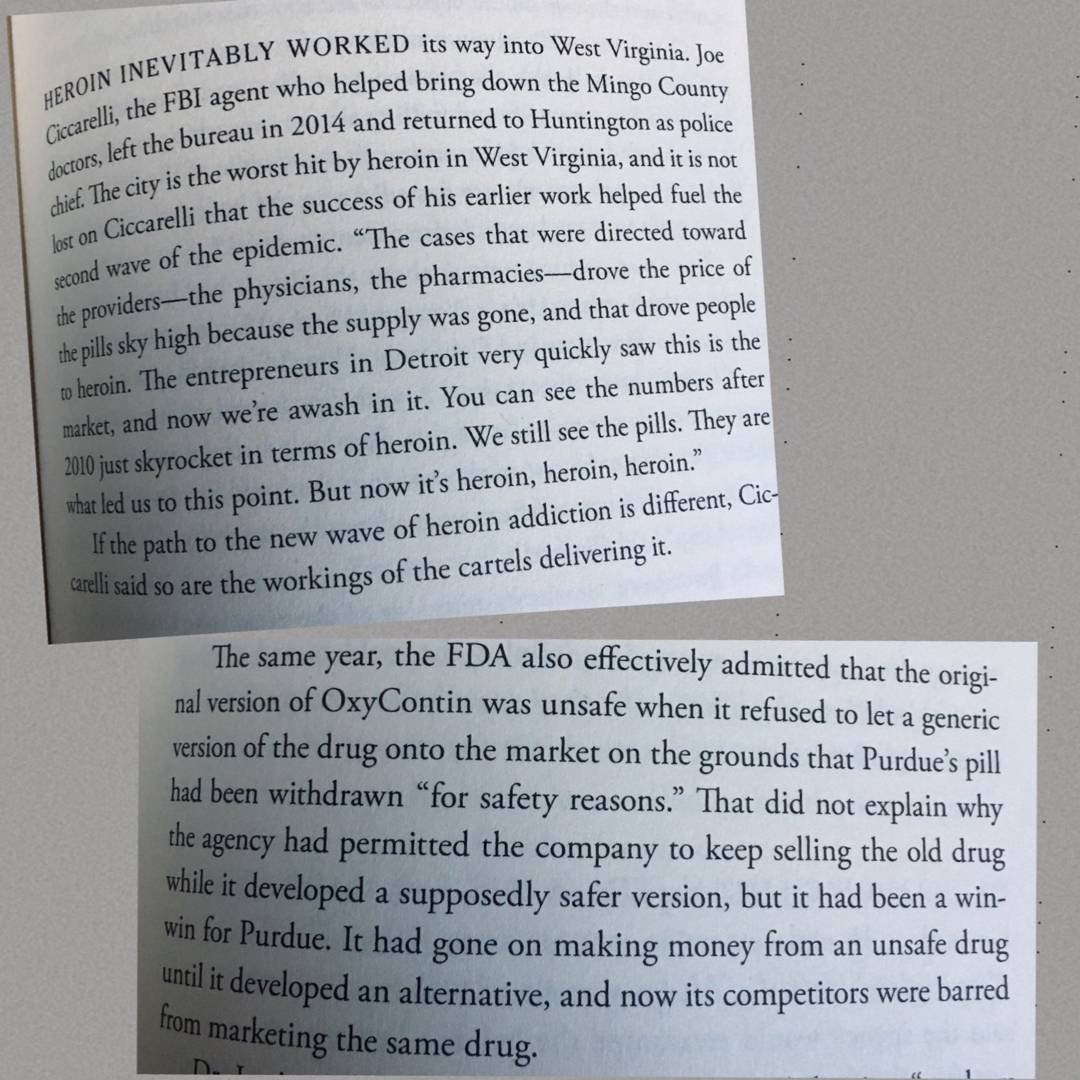 HEROIN INEVITABLY WORKED its way into West Virginia. Joe
Ciccarelli, the FBI agent who helped bring down the Mingo County
doctors, left the bureau in 2014 and returned to Huntington as police
chief. The city is the worst hit by heroin in West Virginia, and it is not
lost on Ciccarelli that the success of his earlier work helped fuel the
second wave of the epidemic. “The cases that were directed toward
the providers—the physicians, the pharmacies—drove the price of
the pills sky high because the supply was gone, and that drove people
to heroin. The entrepreneurs in Detroit very quickly saw this is the
market, and now we’re awash in it. You can see the numbers after
2010 just skyrocket in terms of heroin. We still see the pills. They are
what led us to this point. But now it’s heroin, heroin, heroin.”
If the path to the new wave of heroin addiction is different, Cic-
carelli said so are the workings of the cartels delivering it.
The same year, the FDA also effectively admitted that the origi-
nal version of OxyContin was unsafe when it refused to let a generic
version of the drug onto the market on the grounds that Purdue’s pill
had been withdrawn “for safety reasons.” That did not explain why
the agency had permitted the company to keep selling the old drug
while it developed a supposedly safer version, but it had been a win-
win for Purdue. It had gone on making money from an unsafe drug
until it developed an alternative, and now its competitors were barred
from marketing the same drug.